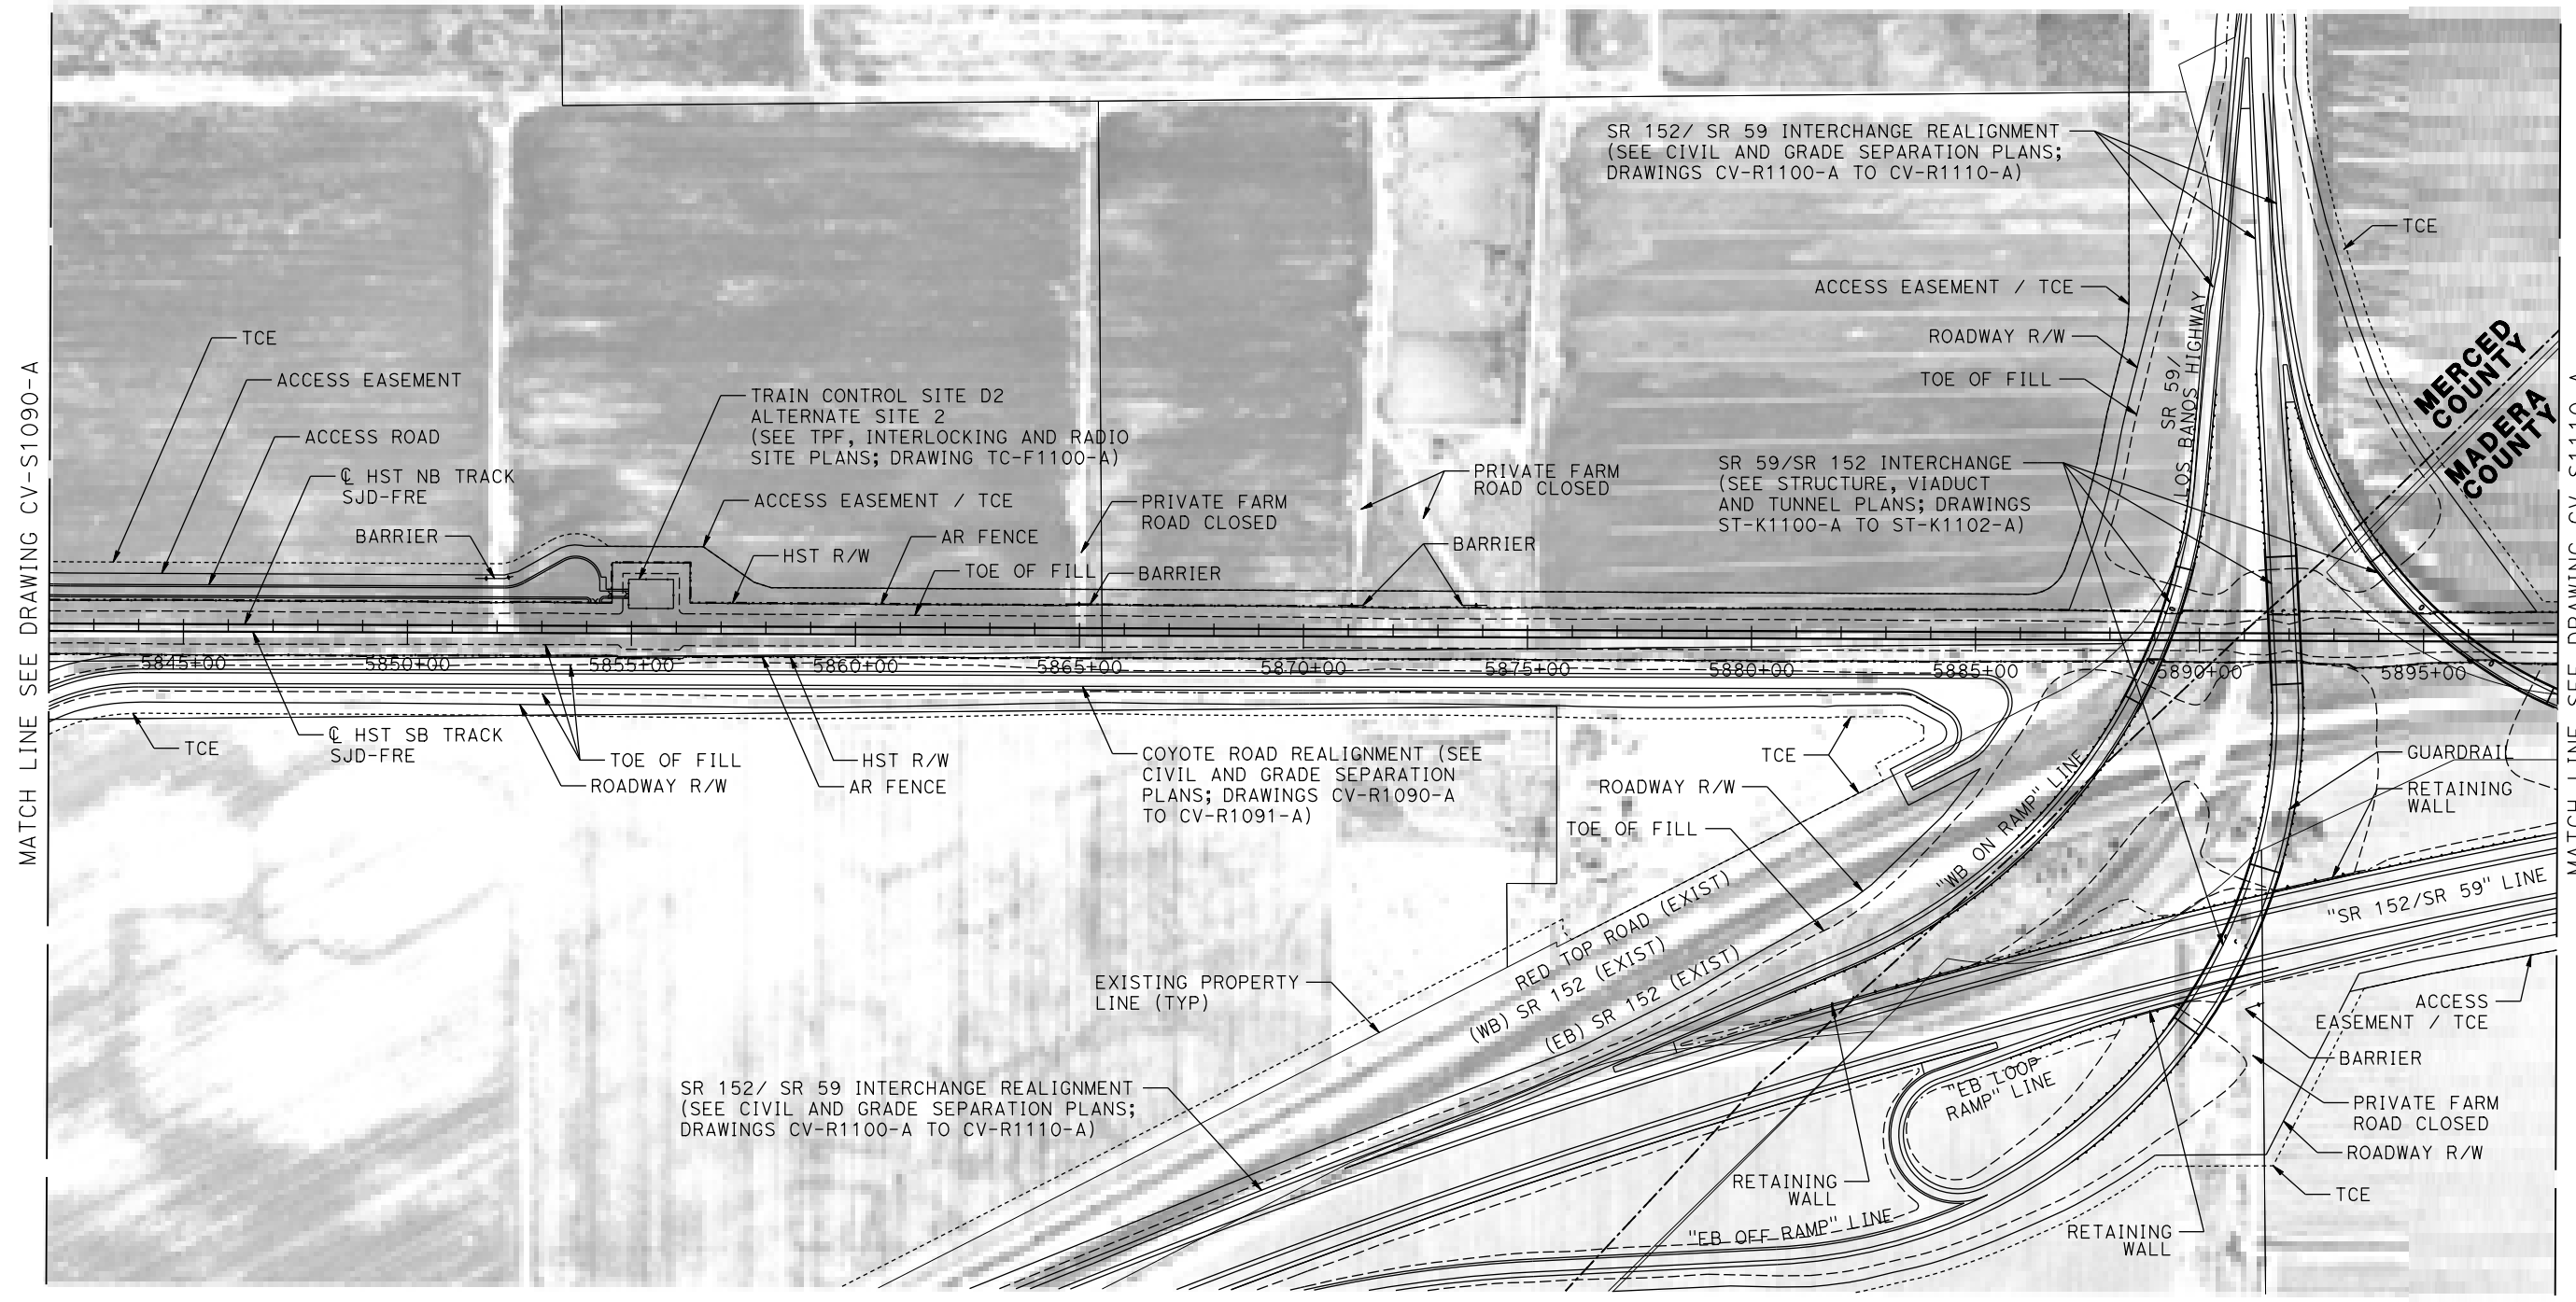 MATCH LINE SEE DRAWING CV-S1090-A
TCE
ACCESS EASEMENT
ACCESS ROAD
℄ HST NB TRACK
SJD-FRE
BARRIER
TRAIN CONTROL SITE D2
ALTERNATE SITE 2
(SEE TPF, INTERLOCKING AND RADIO
SITE PLANS; DRAWING TC-F1100-A)
ACCESS EASEMENT / TCE
HST R/W
AR FENCE
TOE OF FILL
PRIVATE FARM
ROAD CLOSED
BARRIER
PRIVATE FARM
ROAD CLOSED
BARRIER
SR 152/ SR 59 INTERCHANGE REALIGNMENT
(SEE CIVIL AND GRADE SEPARATION PLANS;
DRAWINGS CV-R1100-A TO CV-R1110-A)
TCE
ACCESS EASEMENT / TCE
ROADWAY R/W
TOE OF FILL
SR 59/
LOS BANOS HIGHWAY
SR 59/SR 152 INTERCHANGE
(SEE STRUCTURE, VIADUCT
AND TUNNEL PLANS; DRAWINGS
ST-K1100-A TO ST-K1102-A)
MERCED
COUNTY
MADERA
COUNTY
MATCH LINE SEE DRAWING CV-S1110-A
5845+00
5850+00
5855+00
5860+00
5865+00
5870+00
5875+00
5880+00
5885+00
5890+00
5895+00
TCE
℄ HST SB TRACK
SJD-FRE
TOE OF FILL
ROADWAY R/W
HST R/W
AR FENCE
COYOTE ROAD REALIGNMENT (SEE
CIVIL AND GRADE SEPARATION
PLANS; DRAWINGS CV-R1090-A
TO CV-R1091-A)
TCE
ROADWAY R/W
TOE OF FILL
"WB ON RAMP" LINE
GUARDRAIL
RETAINING
WALL
"SR 152/SR 59" LINE
RED TOP ROAD (EXIST)
(WB) SR 152 (EXIST)
(EB) SR 152 (EXIST)
EXISTING PROPERTY
LINE (TYP)
ACCESS
EASEMENT / TCE
BARRIER
PRIVATE FARM
ROAD CLOSED
ROADWAY R/W
TCE
SR 152/ SR 59 INTERCHANGE REALIGNMENT
(SEE CIVIL AND GRADE SEPARATION PLANS;
DRAWINGS CV-R1100-A TO CV-R1110-A)
"EB LOOP
RAMP" LINE
RETAINING
WALL
"EB OFF RAMP" LINE
RETAINING
WALL